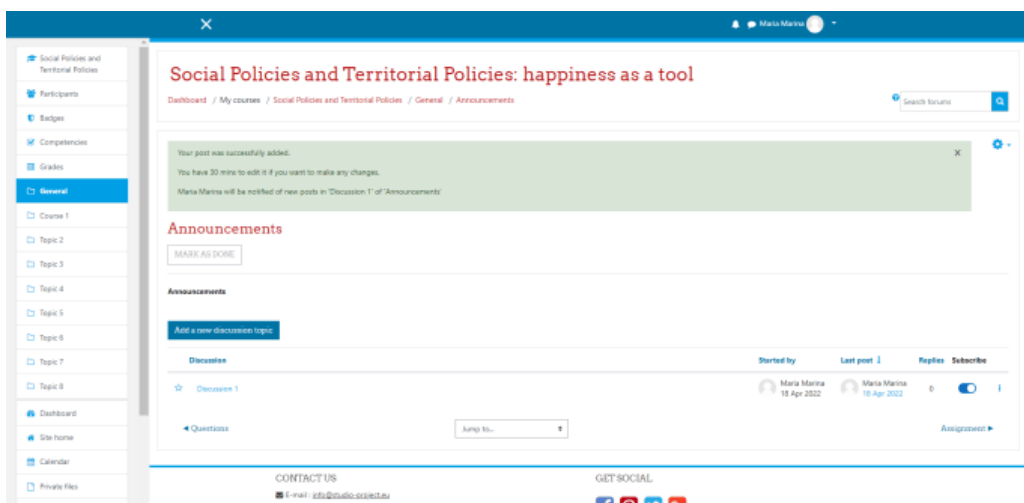 Maria Marina
Social Policies and
Territorial Policies
Participants
Badges
Competencies
Grades
General
Course 1
Topic 2
Topic 3
Topic 4
Topic 5
Topic 6
Topic 7
Topic 8
Dashboard
Site home
Calendar
Private files
Social Policies and Territorial Policies: happiness as a tool
Dashboard / My courses / Social Policies and Territorial Policies / General / Announcements
Search forums
Your post was successfully added.
You have 30 mins to edit it if you want to make any changes.
Maria Marina will be notified of new posts in 'Discussion 1' of 'Announcements'
Announcements
MARK AS DONE
Announcements
Add a new discussion topic
Discussion Started by Last post ↓ Replies Subscribe
Discussion 1 Maria Marina Maria Marina 0
18 Apr 2022 18 Apr 2022
◄ Questions Jump to... Assignment ►
CONTACT US GET SOCIAL
E-mail : info@studio-project.eu